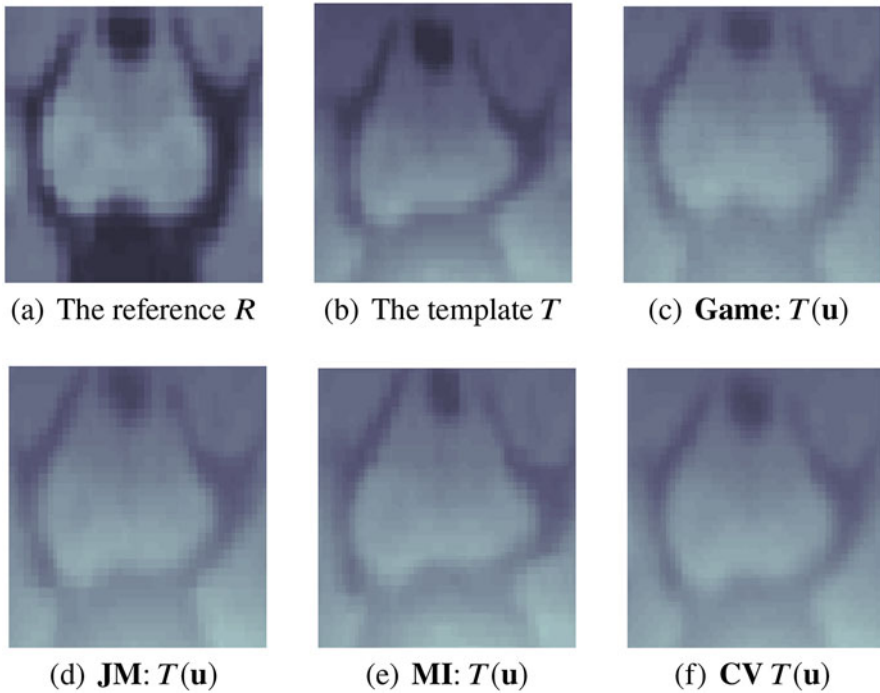 (a) The reference R
(b) The template T
(c) Game: T(u)
(d) JM: T(u)
(e) MI: T(u)
(f) CV T(u)